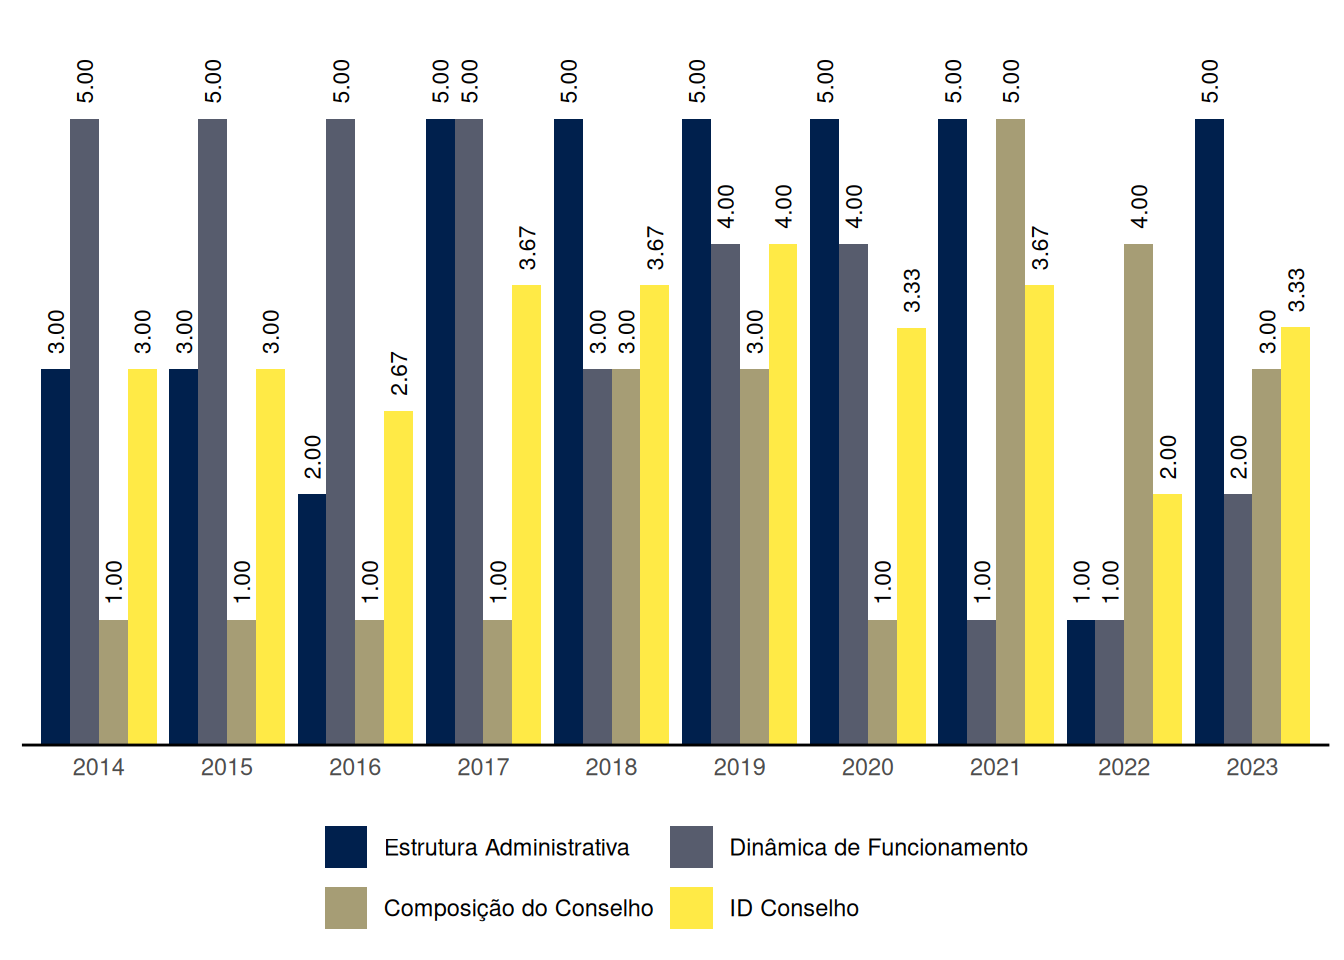 3.00 5.00 1.00 3.00 3.00 5.00 1.00 3.00 2.00 5.00 1.00 2.67 5.00 5.00 1.00 3.67 5.00 3.00 3.00 3.67 5.00 4.00 3.00 4.00 5.00 4.00 1.00 3.33 5.00 1.00 5.00 3.67 1.00 1.00 4.00 2.00 5.00 2.00 3.00 3.33
2014 2015 2016 2017 2018 2019 2020 2021 2022 2023
Estrutura Administrativa Dinâmica de Funcionamento
Composição do Conselho ID Conselho